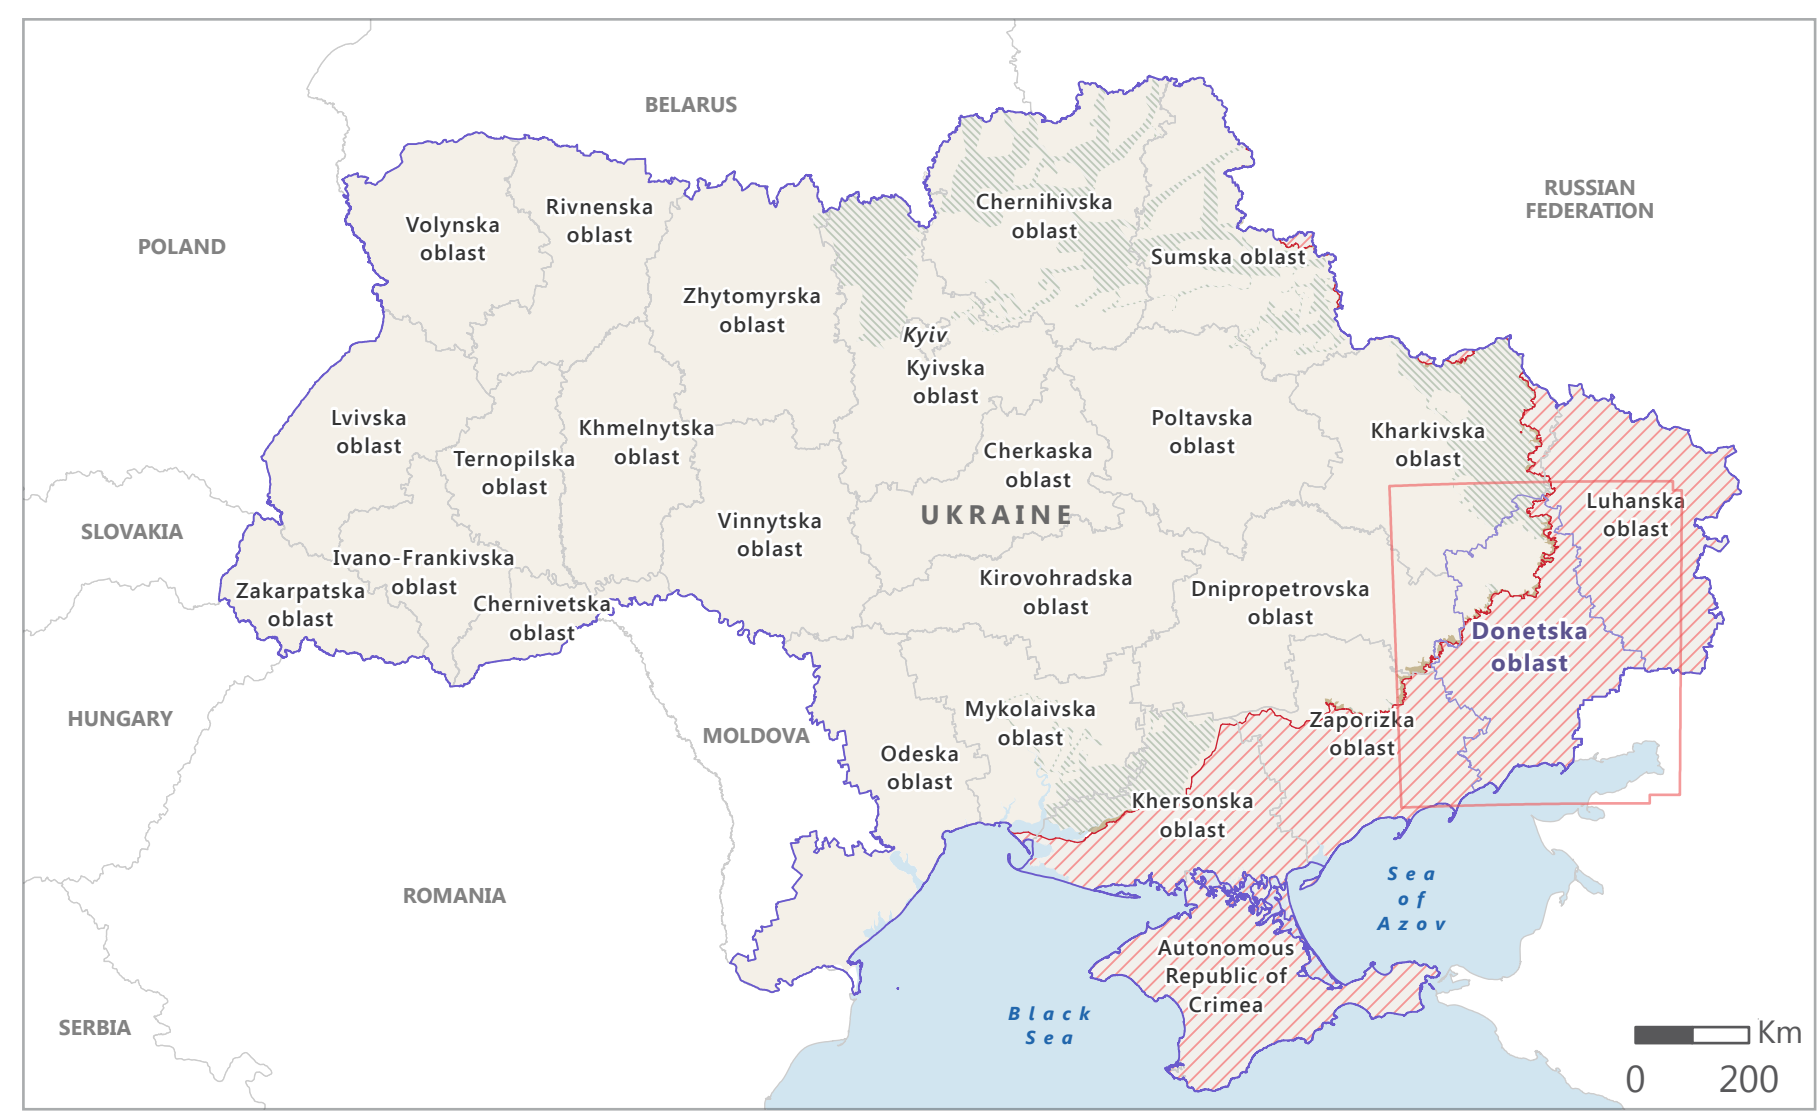 BELARUS
RUSSIAN
FEDERATION
POLAND
Volynska
oblast
Rivnenska
oblast
Chernihivska
oblast
Sumska oblast
Zhytomyrska
oblast
Kyiv
Kyivska
oblast
Lvivska
oblast
Ternopilska
oblast
Khmelnytska
oblast
Cherkaska
oblast
Poltavska
oblast
Kharkivska
oblast
Luhanska
oblast
SLOVAKIA
Vinnytska
oblast
UKRAINE
Ivano-Frankivska
oblast
Zakarpatska
oblast
Chernivetska
oblast
Kirovohradska
oblast
Dnipropetrovska
oblast
Donetska
oblast
HUNGARY
MOLDOVA
Odeska
oblast
Mykolaivska
oblast
Zaporizka
oblast
Khersonska
oblast
ROMANIA
Sea
of
Azov
Autonomous
Republic of
Crimea
Black
Sea
SERBIA
Km
0 200